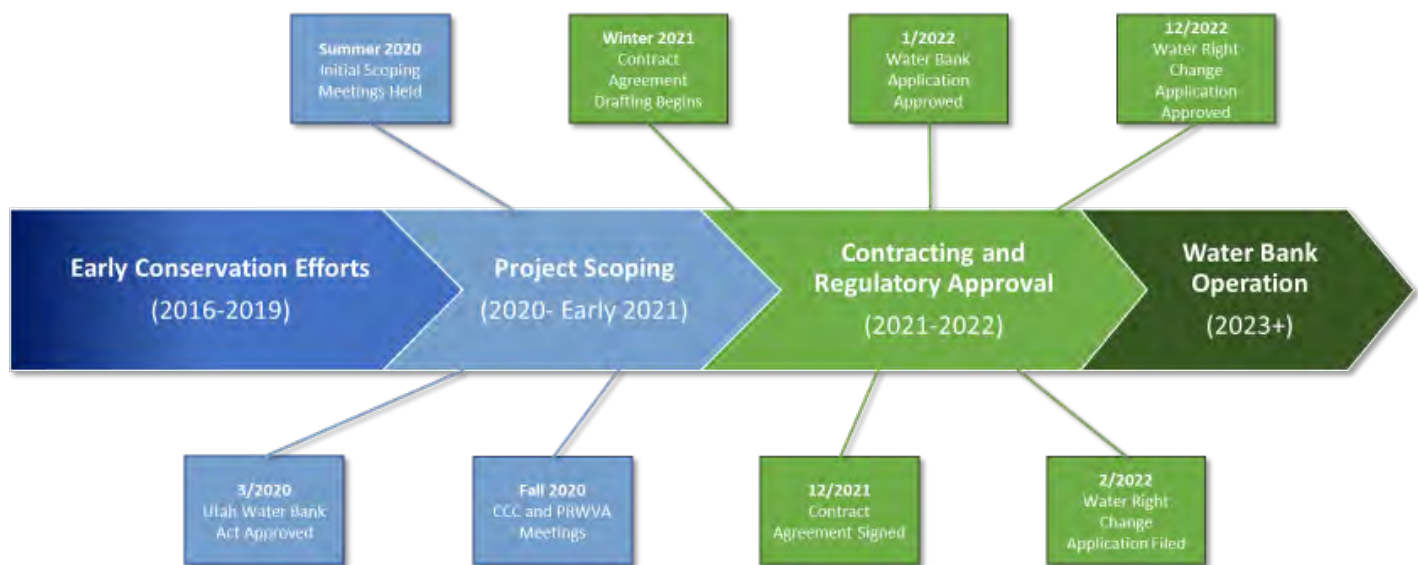 Summer 2020
Initial Scoping
Meetings Held
Winter 2021
Contract
Agreement
Drafting Begins
1/2022
Water Bank
Application
Approved
12/2022
Water Right
Change
Application
Approved
Early Conservation Efforts
(2016-2019)
Project Scoping
(2020- Early 2021)
Contracting and
Regulatory Approval
(2021-2022)
Water Bank
Operation
(2023+)
3/2020
Utah Water Bank
Act Approved
Fall 2020
CCC and PRWVA
Meetings
12/2021
Contract
Agreement Signed
2/2022
Water Right
Change
Application Filed